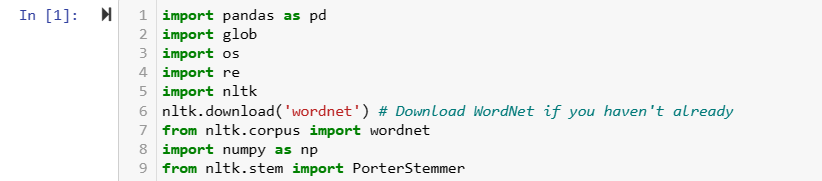 In [1]:
1 import pandas as pd
2 import glob
3 import os
4 import re
5 import nltk
6 nltk.download('wordnet') # Download WordNet if you haven't already
7 from nltk.corpus import wordnet
8 import numpy as np
9 from nltk.stem import PorterStemmer